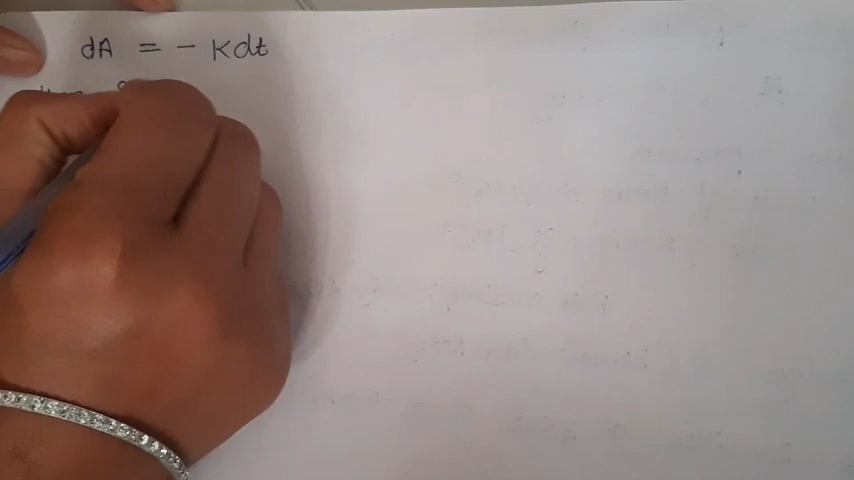 dA = - Kdt